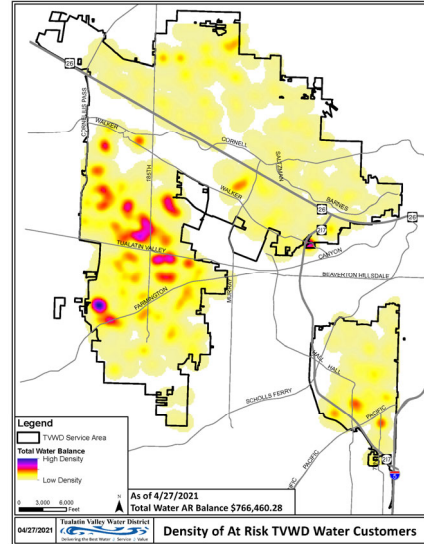 26
CORNELIUS PASS
WALKER
CORNELL
185TH
SALTZMAN
WALKER
BARNES
26
26
217
CANYON
TUALATIN VALLEY
BEAVERTON HILLSDALE
FARMINGTON
MURRAY
HALL
HALL
SCHOLLS FERRY
PACIFIC
PACIFIC
217
5
Legend
TVWD Service Area
Total Water Balance
High Density
Low Density
0 3,000 6,000
Feet
As of 4/27/2021
Total Water AR Balance $766,460.28
04/27/2021
Tualatin Valley Water District
Delivering the Best Water | Service | Value
Density of At Risk TVWD Water Customers